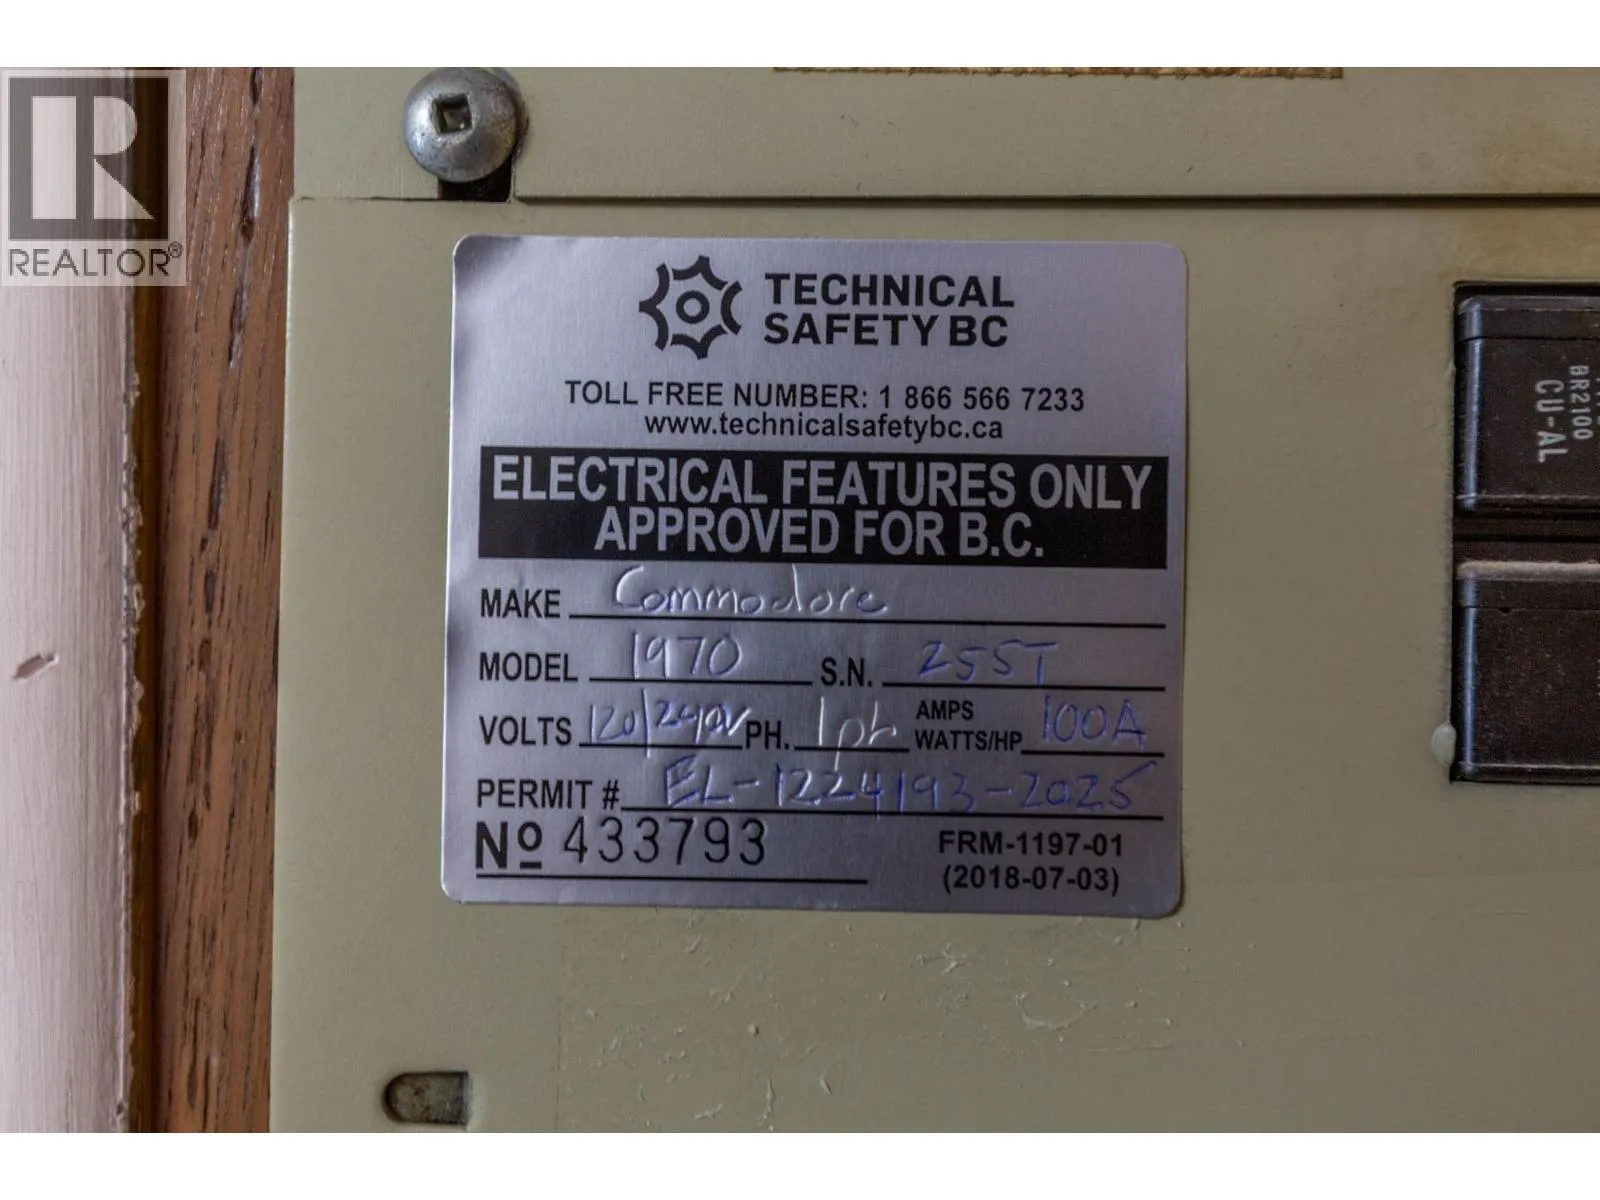 REALTOR®
TECHNICAL
SAFETY BC
TOLL FREE NUMBER: 1 866 566 7233
www.technicalsafetybc.ca
ELECTRICAL FEATURES ONLY
APPROVED FOR B.C.
MAKE Commodore
MODEL 1970 S.N. 255T
VOLTS 120/240v PH. 1ph AMPS WATTS/HP 100A
PERMIT # EL-1224193-2025
No 433793 FRM-1197-01
(2018-07-03)
BR2100
CU-AL